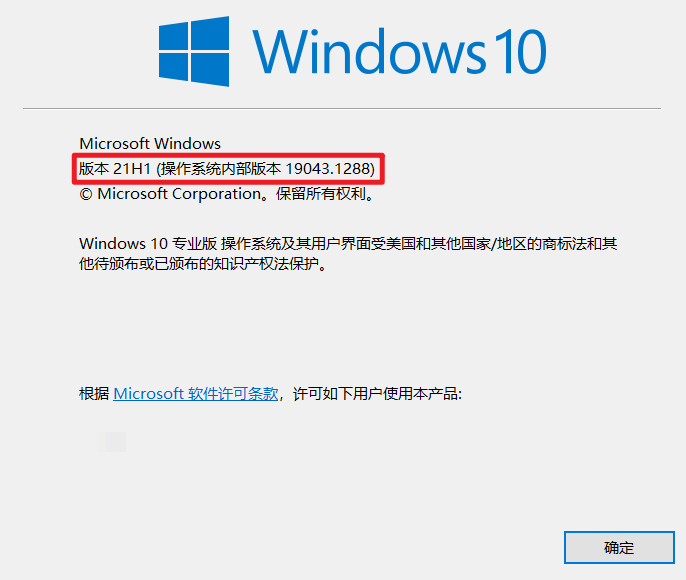 Windows 10
Microsoft Windows
版本 21H1 (操作系统内部版本 19043.1288)
© Microsoft Corporation。保留所有权利。
Windows 10 专业版 操作系统及其用户界面受美国和其他国家/地区的商标法和其
他待颁布或已颁布的知识产权法保护。
根据 Microsoft 软件许可条款，许可如下用户使用本产品:
确定